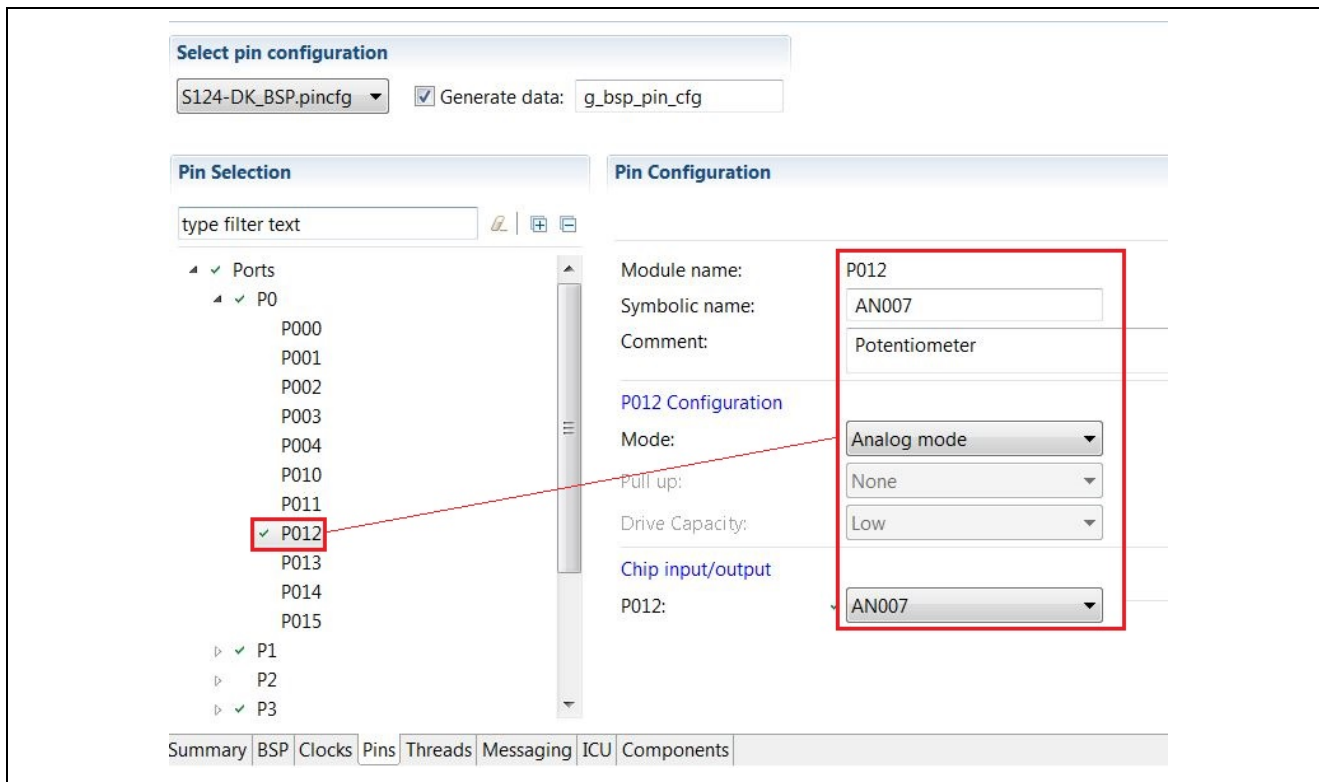 Select pin configuration
S124-DK_BSP.pincfg
Generate data: g_bsp_pin_cfg
Pin Selection
type filter text
Ports
P0
P000
P001
P002
P003
P004
P010
P011
P012
P013
P014
P015
P1
P2
P3
Pin Configuration
Module name: P012
Symbolic name: AN007
Comment: Potentiometer
P012 Configuration
Mode: Analog mode
Pull up: None
Drive Capacity: Low
Chip input/output
P012: AN007
Summary BSP Clocks Pins Threads Messaging ICU Components